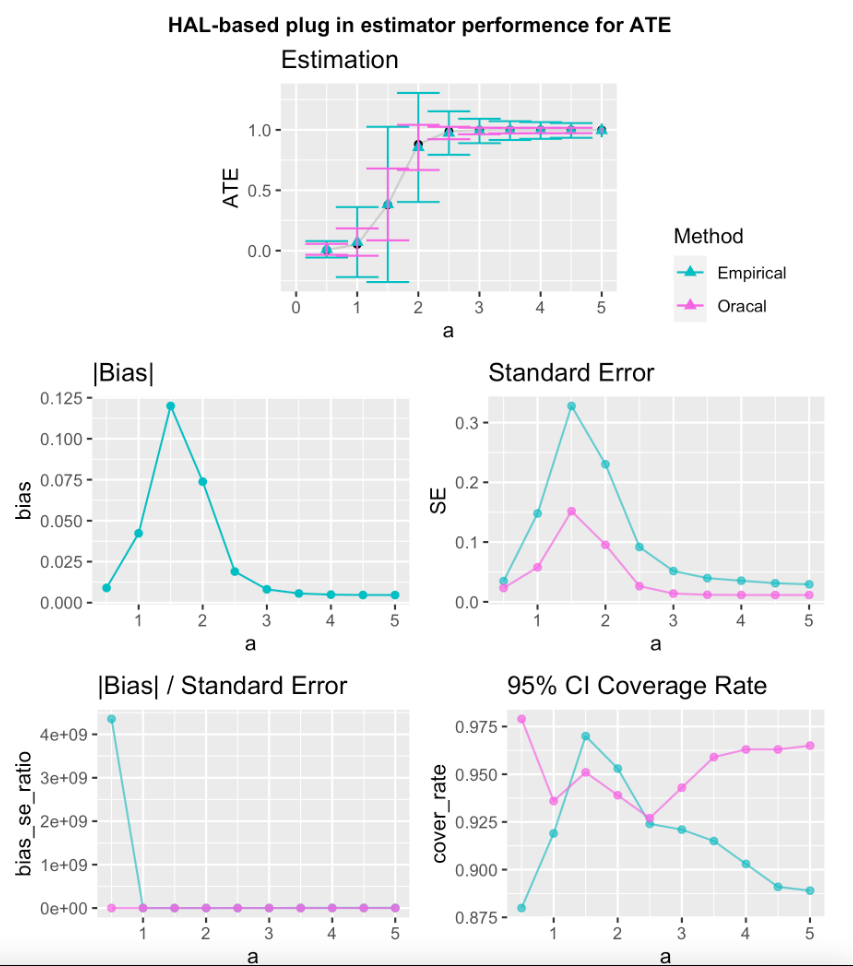 HAL-based plug in estimator performence for ATE
Estimation
1.0
0.5
0.0
ATE
0 1 2 3 4 5
a
Method
Empirical
Oracal
|Bias|
0.125
0.100
0.075
0.050
0.025
0.000
bias
1 2 3 4 5
a
Standard Error
0.3
0.2
0.1
0.0
SE
1 2 3 4 5
a
|Bias| / Standard Error
4e+09
3e+09
2e+09
1e+09
0e+00
bias_se_ratio
1 2 3 4 5
a
95% CI Coverage Rate
0.975
0.950
0.925
0.900
0.875
cover_rate
1 2 3 4 5
a